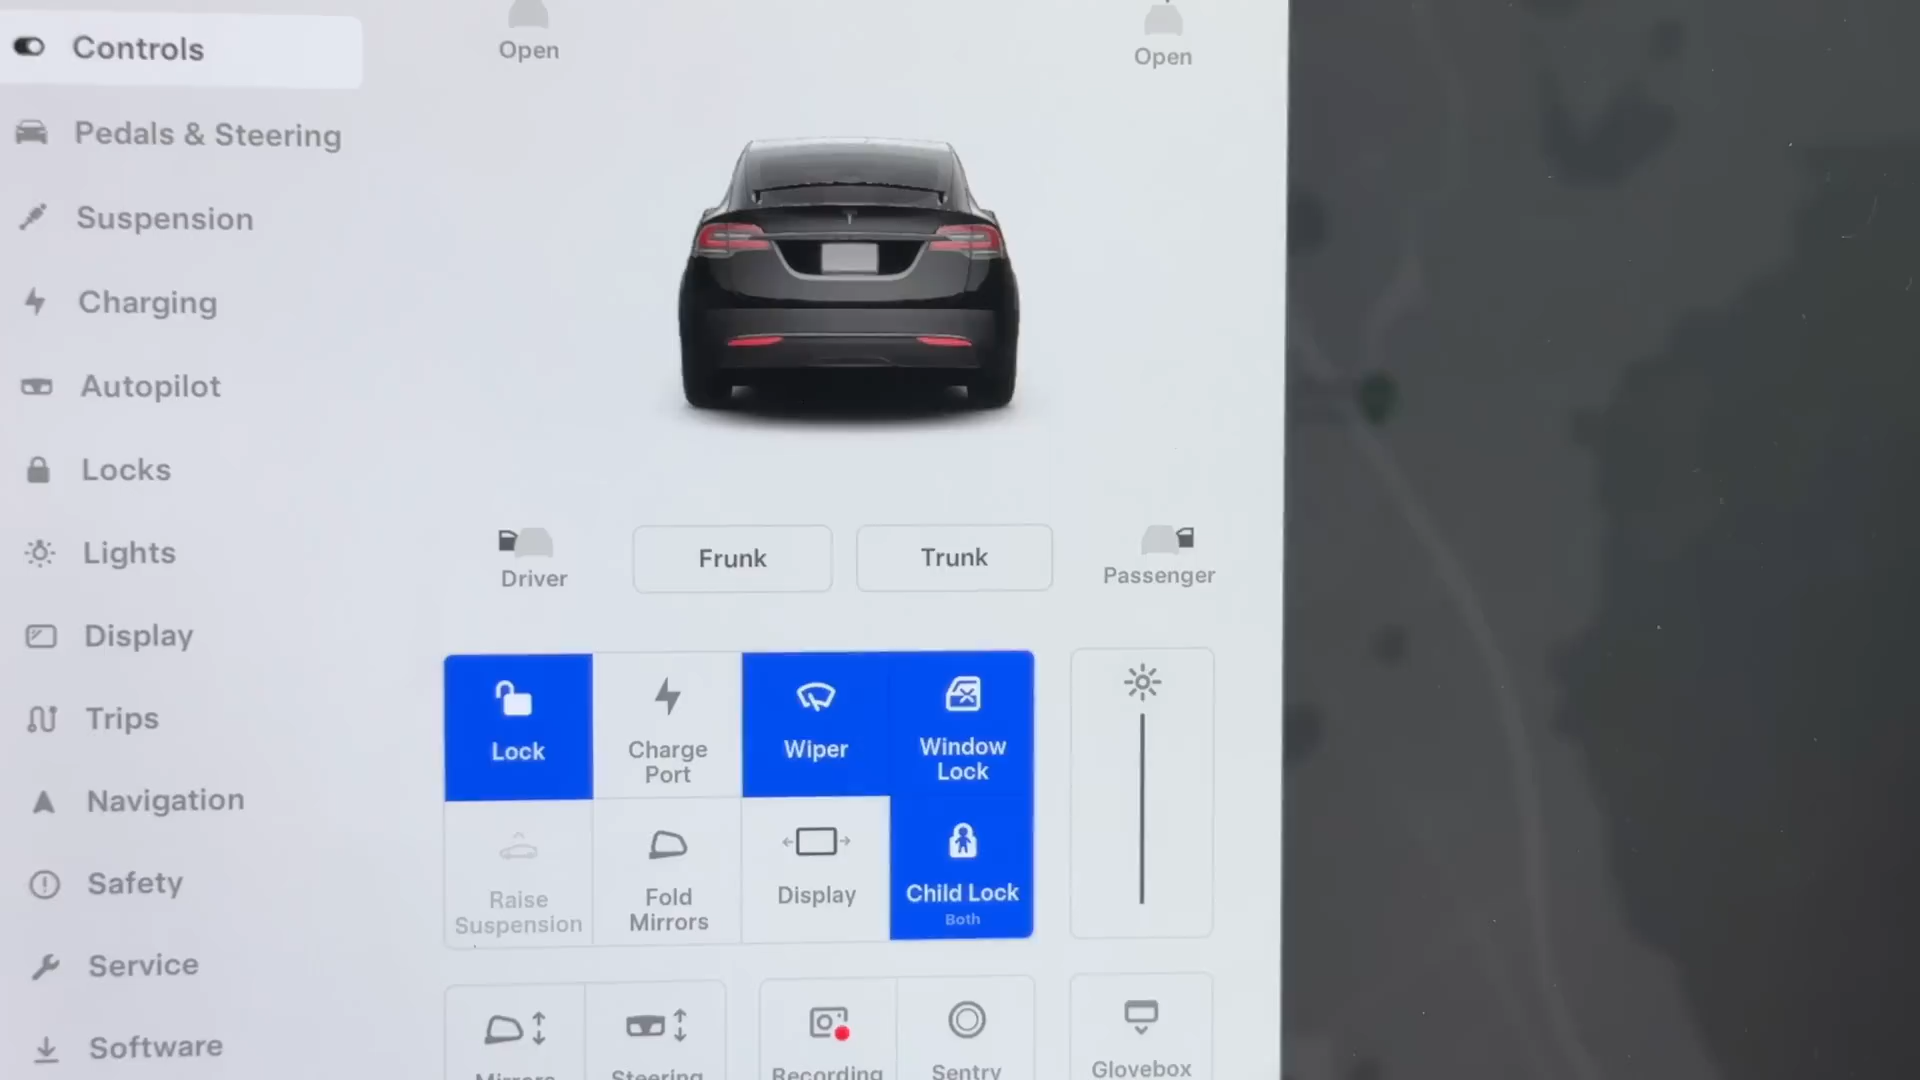 Controls
Pedals & Steering
Suspension
Charging
Autopilot
Locks
Lights
Display
Trips
Navigation
Safety
Service
Software
Open
Open
Driver
Frunk
Trunk
Passenger
Lock
Charge
Port
Wiper
Window
Lock
Raise
Suspension
Fold
Mirrors
Display
Child Lock
Both
Mirrors
Steering
Recording
Sentry
Glovebox